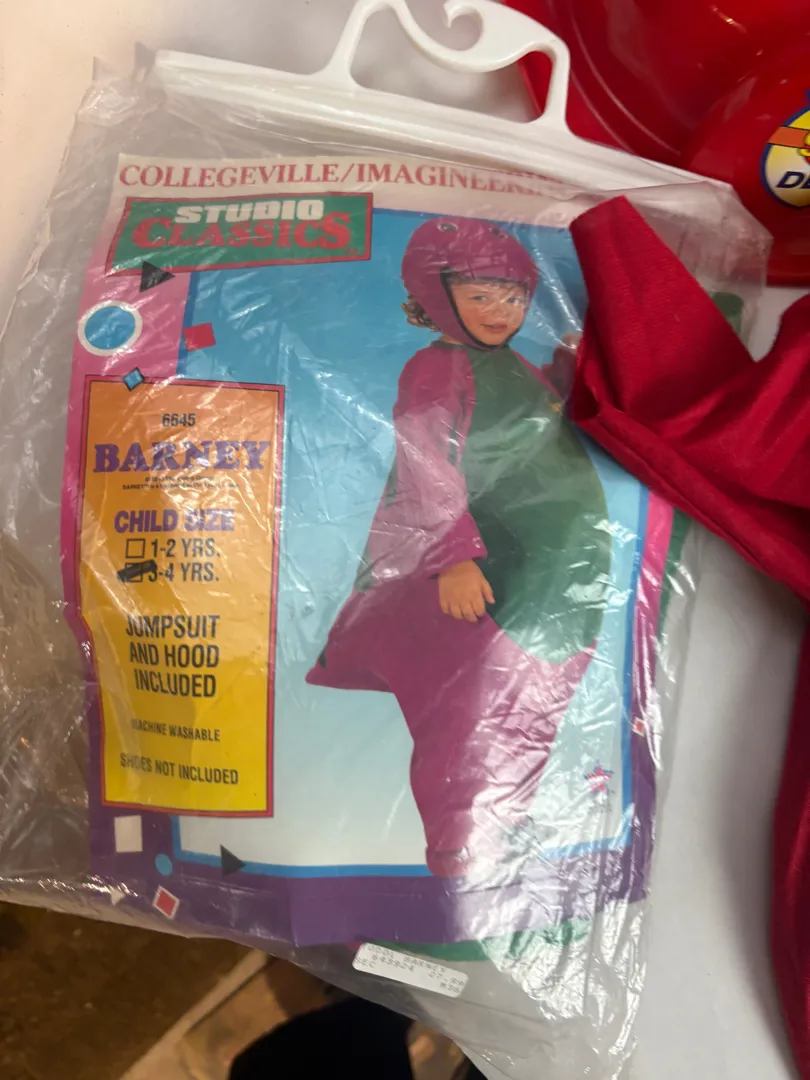 COLLEGEVILLE/IMAGINEERIN
STUDIO
CLASSICS
6645
BARNEY
CHILD SIZE
1-2 YRS.
3-4 YRS.
JUMPSUIT
AND HOOD
INCLUDED
MACHINE WASHABLE
SHOES NOT INCLUDED